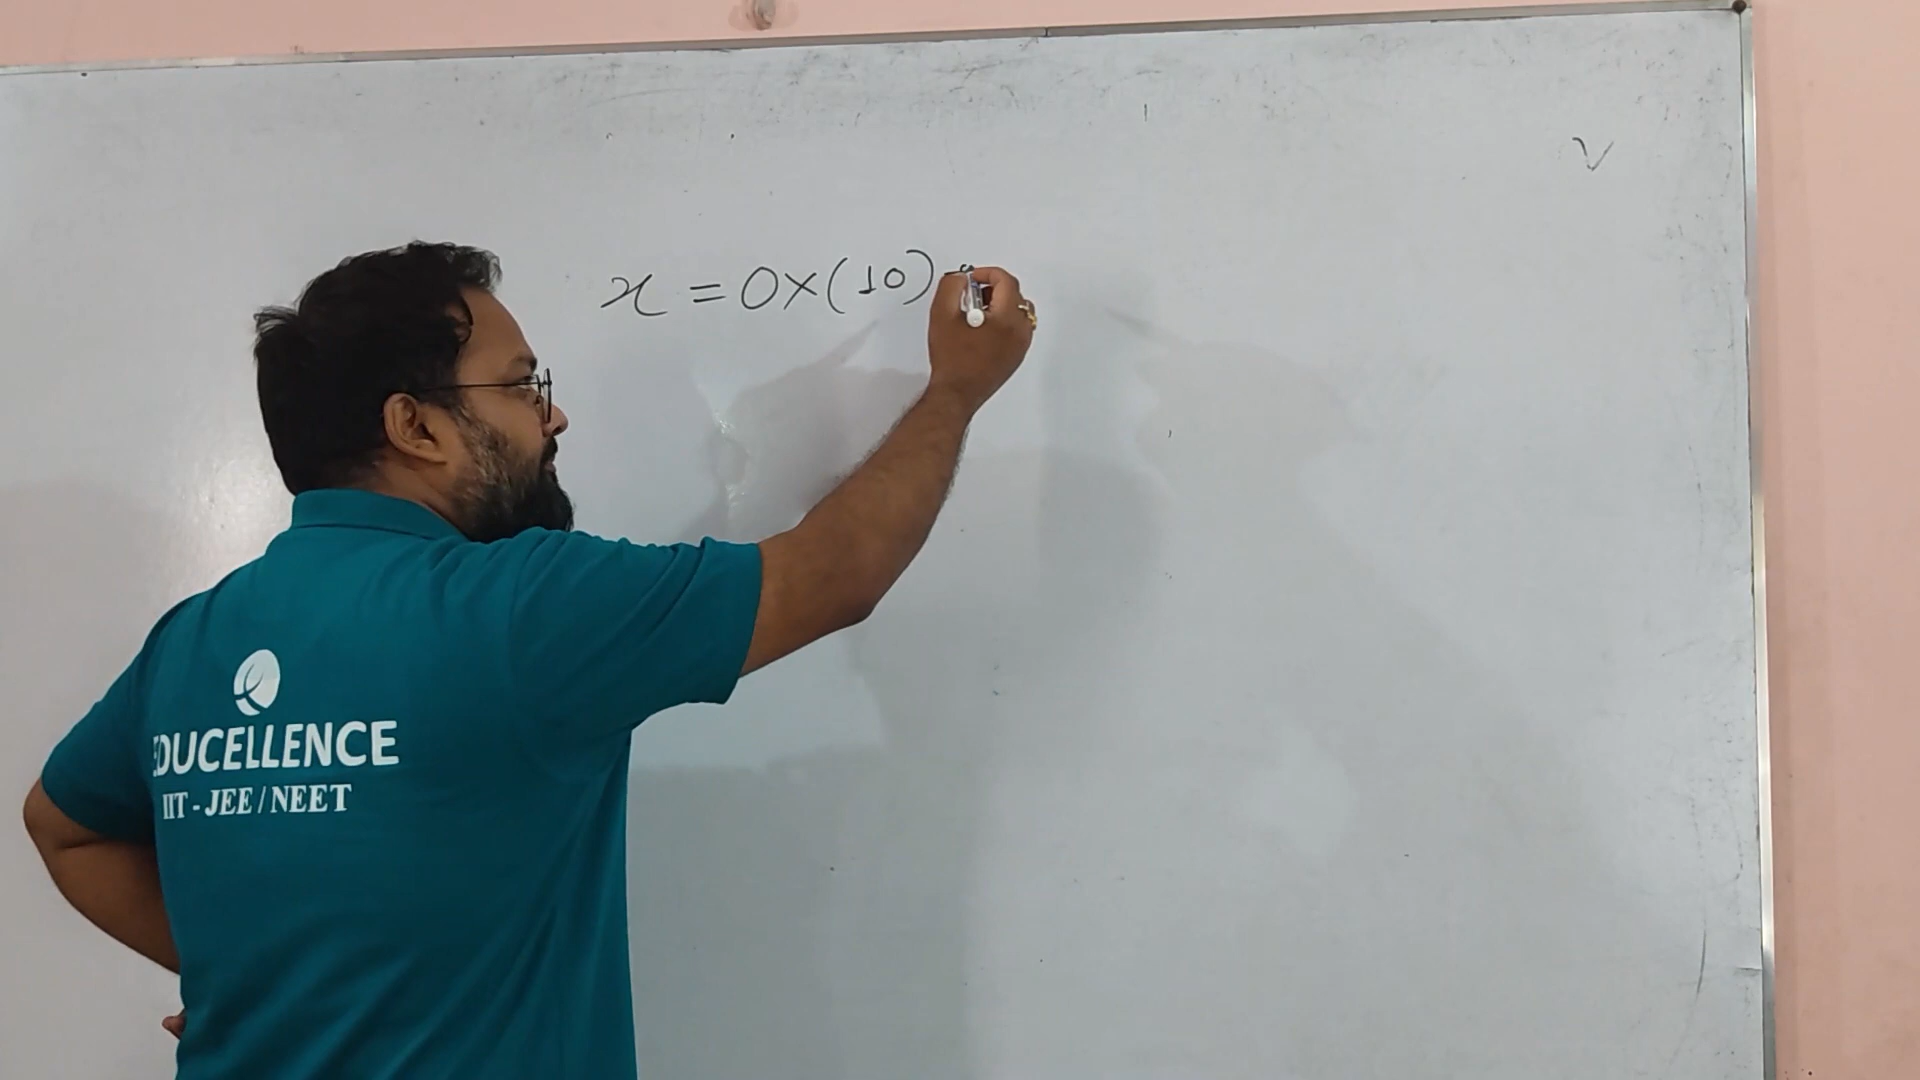 x = 0×(10)
V
EDUCELLENCE
IIT - JEE / NEET